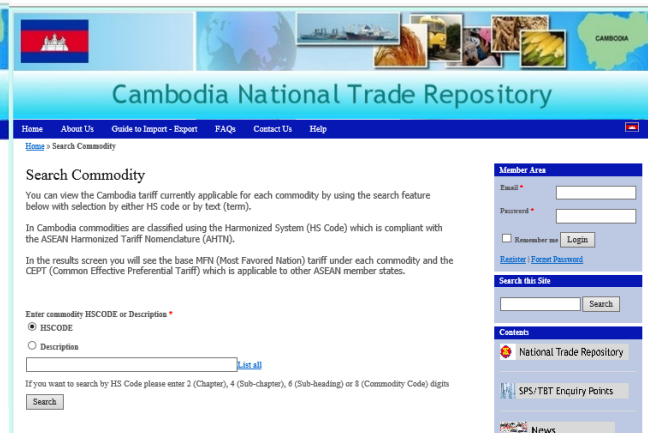 CAMBODIA
Cambodia National Trade Repository
Home About Us Guide to Import - Export FAQs Contact Us Help
Home » Search Commodity
Search Commodity
You can view the Cambodia tariff currently applicable for each commodity by using the search feature
below with selection by either HS code or by text (term).
In Cambodia commodities are classified using the Harmonized System (HS Code) which is compliant with
the ASEAN Harmonized Tariff Nomenclature (AHTN).
In the results screen you will see the base MFN (Most Favored Nation) tariff under each commodity and the
CEPT (Common Effective Preferential Tariff) which is applicable to other ASEAN member states.
Enter commodity HSCODE or Description *
HSCODE
Description
List all
If you want to search by HS Code please enter 2 (Chapter), 4 (Sub-chapter), 6 (Sub-heading) or 8 (Commodity Code) digits
Search
Member Area
Email *
Password *
Remember me Login
Register | Forget Password
Search this Site
Search
Contents
National Trade Repository
SPS/TBT Enquiry Points
News